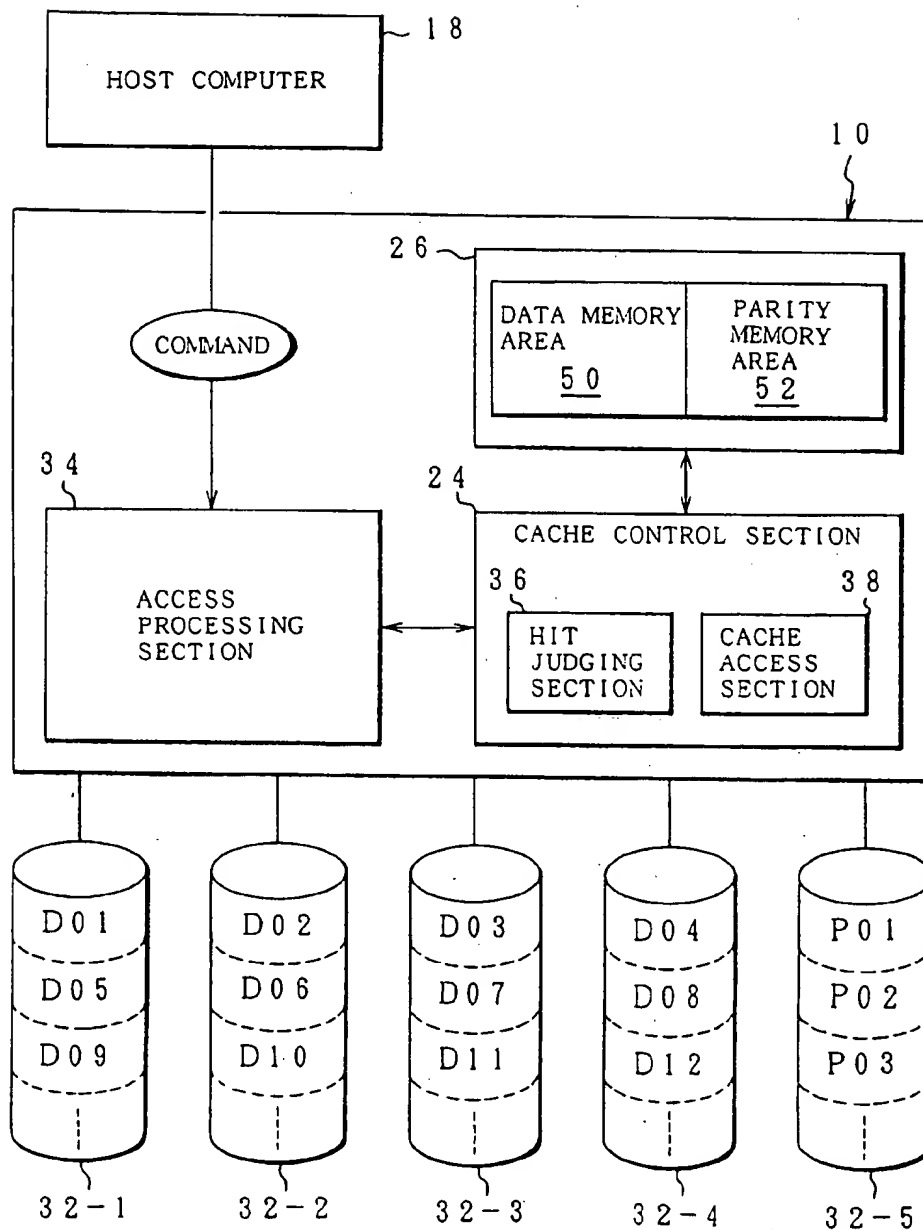 18
HOST COMPUTER
10
26
DATA MEMORY
AREA
50
PARITY
MEMORY
AREA
52
COMMAND
34
24
ACCESS
PROCESSING
SECTION
CACHE CONTROL SECTION
36
38
HIT
JUDGING
SECTION
CACHE
ACCESS
SECTION
D01 D02 D03 D04 P01
D05 D06 D07 D08 P02
D09 D10 D11 D12 P03
32-1 32-2 32-3 32-4 32-5